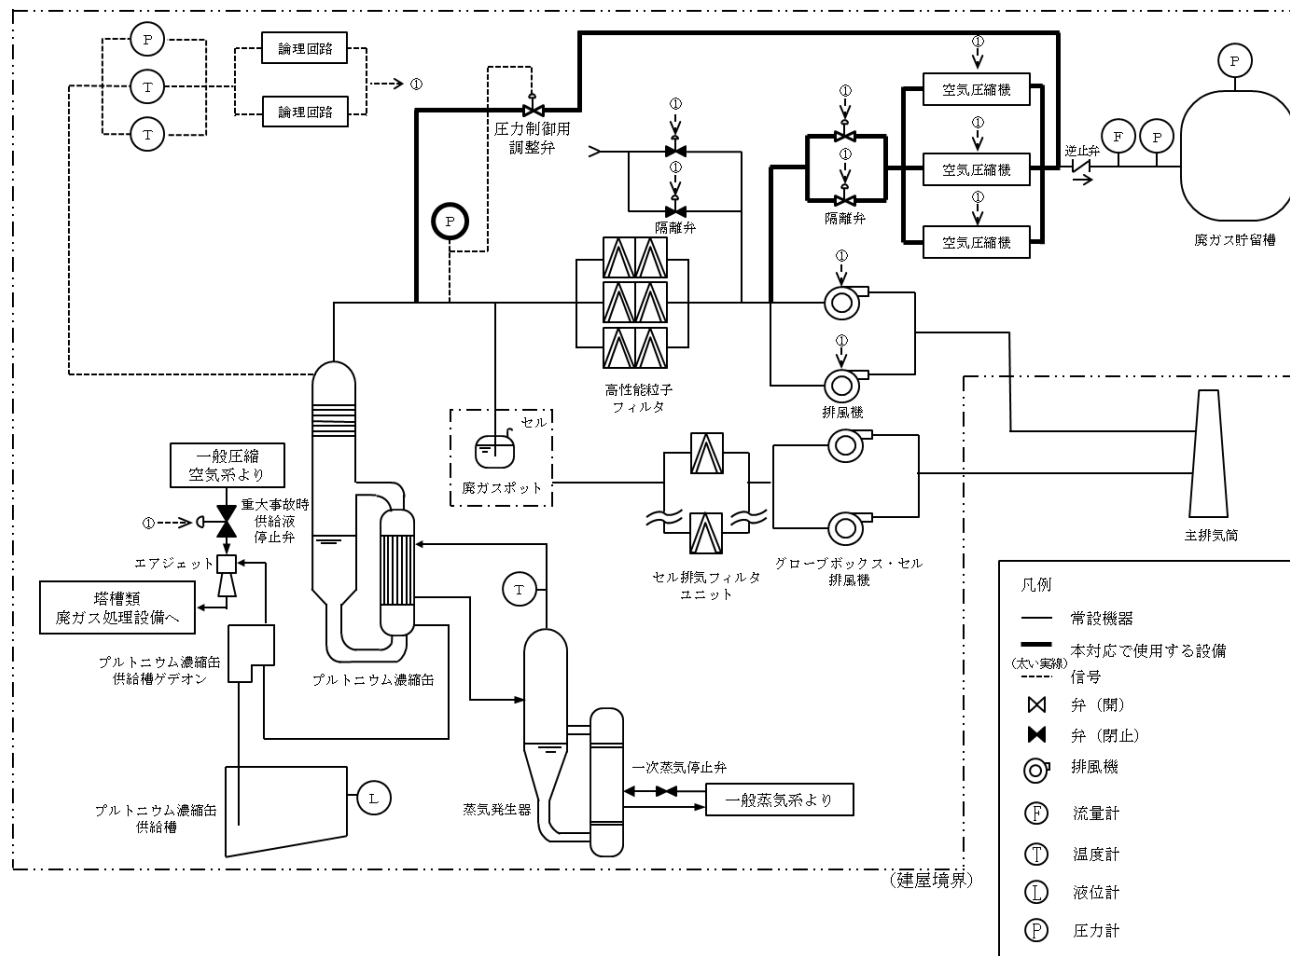 P
T
T
論理回路
論理回路
①
圧力制御用
調整弁
P
①
①
隔離弁
①
①
隔離弁
①
空気圧縮機
①
空気圧縮機
①
空気圧縮機
逆止弁
F
P
P
廃ガス貯留槽
高性能粒子
フィルタ
①
①
排風機
セル
廃ガスポット
セル排気フィルタ
ユニット
グローブボックス・セル
排風機
主排気筒
一般圧縮
空気系より
①
重大事故時
供給液
停止弁
エアジェット
塔槽類
廃ガス処理設備へ
プルトニウム濃縮缶
供給槽ゲデオン
プルトニウム濃縮缶
T
プルトニウム濃縮缶
供給槽
L
蒸気発生器
一次蒸気停止弁
一般蒸気系より
(建屋境界)
凡例
常設機器
本対応で使用する設備
(太い実線)
信号
弁（開）
弁（閉止）
排風機
F 流量計
T 温度計
L 液位計
P 圧力計